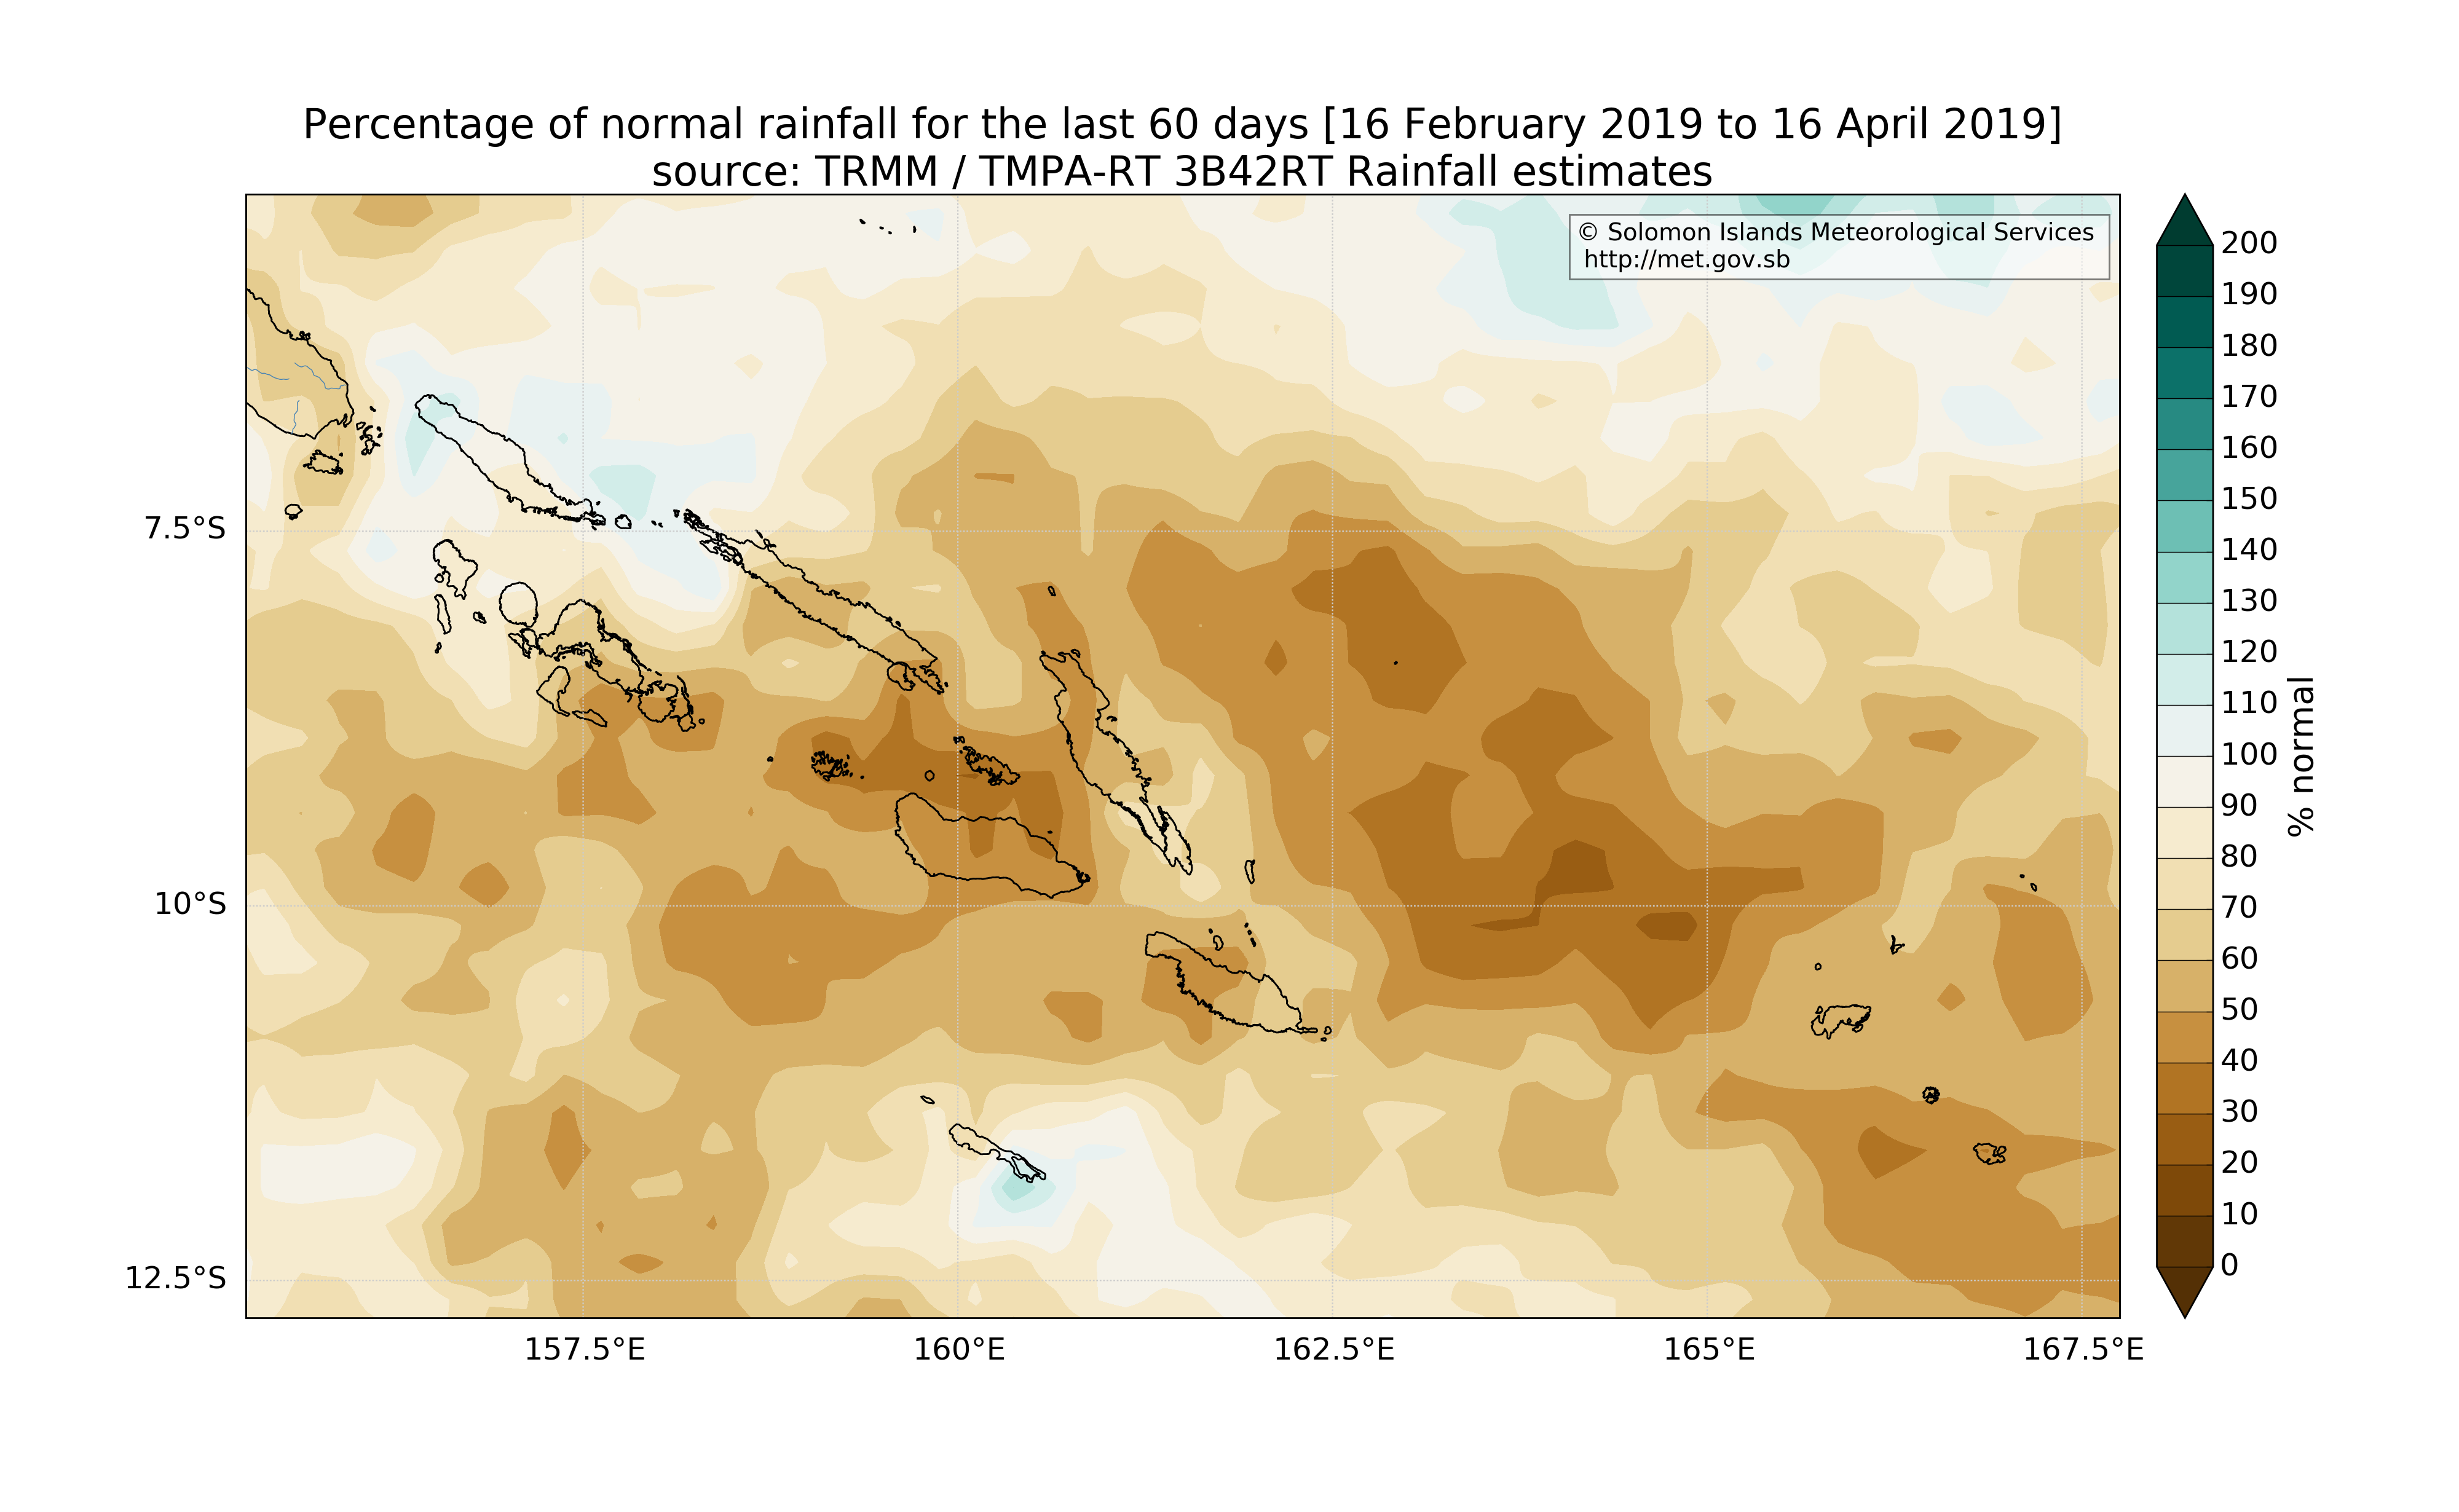 Percentage of normal rainfall for the last 60 days [16 February 2019 to 16 April 2019]
source: TRMM / TMPA-RT 3B42RT Rainfall estimates
© Solomon Islands Meteorological Services
http://met.gov.sb
7.5°S
10°S
12.5°S
157.5°E
160°E
162.5°E
165°E
167.5°E
200
190
180
170
160
150
140
130
120
110
100
90
80
70
60
50
40
30
20
10
0
% normal